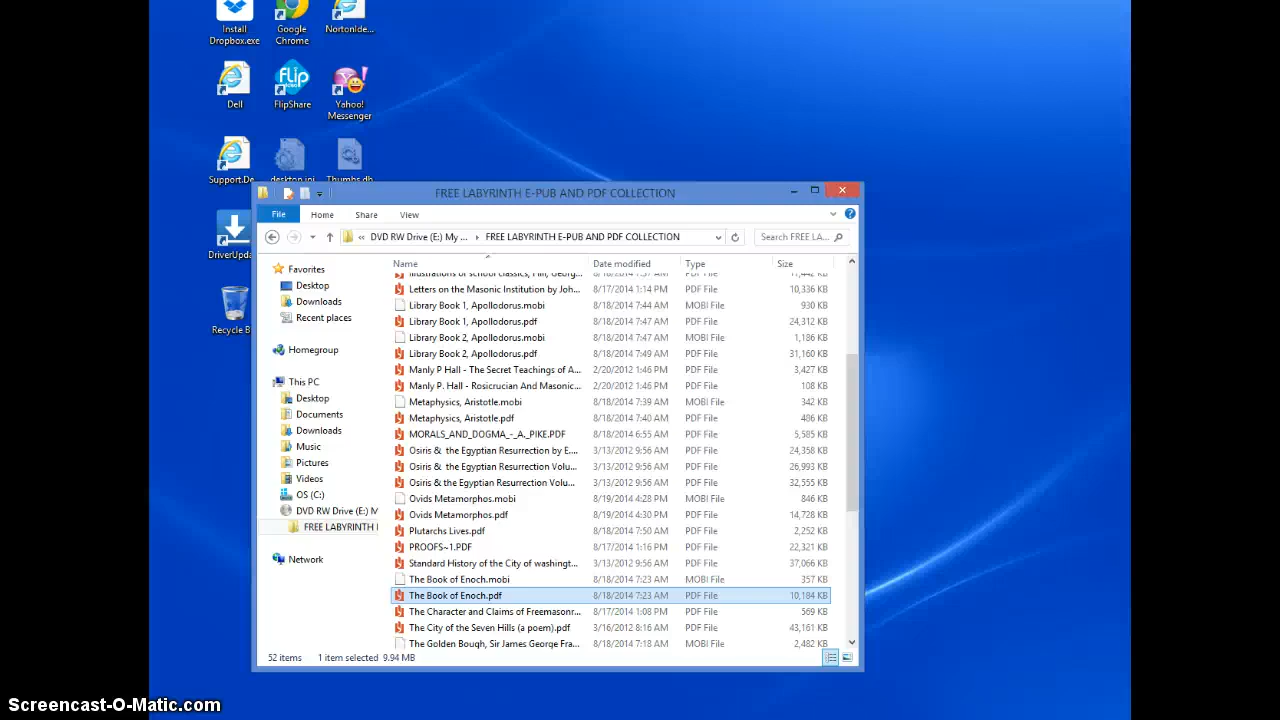 Install
Dropbox.exe
Google
Chrome
NortonIde...
Dell
flip
FlipShare
Yahoo!
Messenger
Support.De
desktop.ini
Thumbs.db
DriverUpda
Recycle B
FREE LABYRINTH E-PUB AND PDF COLLECTION
File Home Share View
« DVD RW Drive (E:) My ... FREE LABYRINTH E-PUB AND PDF COLLECTION Search FREE LA...
Name Date modified Type Size
Favorites
Desktop
Downloads
Recent places
Homegroup
This PC
Desktop
Documents
Downloads
Music
Pictures
Videos
OS (C:)
DVD RW Drive (E:) M
FREE LABYRINTH
Network
Illustrations of school classics, Hill, Georg... 8/18/2014 7:37 AM PDF File 11,442 KB
Letters on the Masonic Institution by Joh... 8/17/2014 1:14 PM PDF File 10,336 KB
Library Book 1, Apollodorus.mobi 8/18/2014 7:44 AM MOBI File 930 KB
Library Book 1, Apollodorus.pdf 8/18/2014 7:47 AM PDF File 24,312 KB
Library Book 2, Apollodorus.mobi 8/18/2014 7:47 AM MOBI File 1,186 KB
Library Book 2, Apollodorus.pdf 8/18/2014 7:49 AM PDF File 31,160 KB
Manly P Hall - The Secret Teachings of A... 2/20/2012 1:46 PM PDF File 3,427 KB
Manly P. Hall - Rosicrucian And Masonic... 2/20/2012 1:46 PM PDF File 108 KB
Metaphysics, Aristotle.mobi 8/18/2014 7:39 AM MOBI File 342 KB
Metaphysics, Aristotle.pdf 8/18/2014 7:40 AM PDF File 486 KB
MORALS_AND_DOGMA_-_A._PIKE.PDF 8/18/2014 6:55 AM PDF File 5,585 KB
Osiris & the Egyptian Resurrection by E.... 3/13/2012 9:56 AM PDF File 24,358 KB
Osiris & the Egyptian Resurrection Volu... 3/13/2012 9:56 AM PDF File 26,993 KB
Osiris & the Egyptian Resurrection Volu... 3/13/2012 9:56 AM PDF File 32,555 KB
Ovids Metamorphos.mobi 8/19/2014 4:28 PM MOBI File 846 KB
Ovids Metamorphos.pdf 8/19/2014 4:30 PM PDF File 14,728 KB
Plutarchs Lives.pdf 8/18/2014 7:50 AM PDF File 2,252 KB
PROOFS~1.PDF 8/17/2014 1:16 PM PDF File 22,321 KB
Standard History of the City of washingt... 3/13/2012 9:56 AM PDF File 37,066 KB
The Book of Enoch.mobi 8/18/2014 7:23 AM MOBI File 357 KB
The Book of Enoch.pdf 8/18/2014 7:23 AM PDF File 10,184 KB
The Character and Claims of Freemasonr... 8/17/2014 1:08 PM PDF File 569 KB
The City of the Seven Hills (a poem).pdf 3/16/2012 8:16 AM PDF File 43,161 KB
The Golden Bough, Sir James George Fra... 8/18/2014 7:18 AM MOBI File 2,482 KB
52 items 1 item selected 9.94 MB
Screencast-O-Matic.com